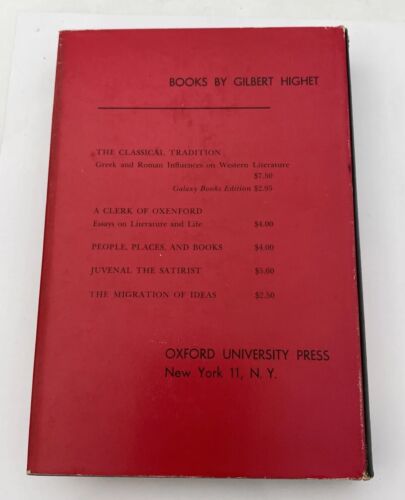 BOOKS BY GILBERT HIGHET
THE CLASSICAL TRADITION
Greek and Roman Influences on Western Literature
$7.50
Galaxy Books Edition $2.95
A CLERK OF OXENFORD
Essays on Literature and Life $4.00
PEOPLE, PLACES, AND BOOKS $4.00
JUVENAL THE SATIRIST $5.00
THE MIGRATION OF IDEAS $2.50
OXFORD UNIVERSITY PRESS
New York 11, N. Y.